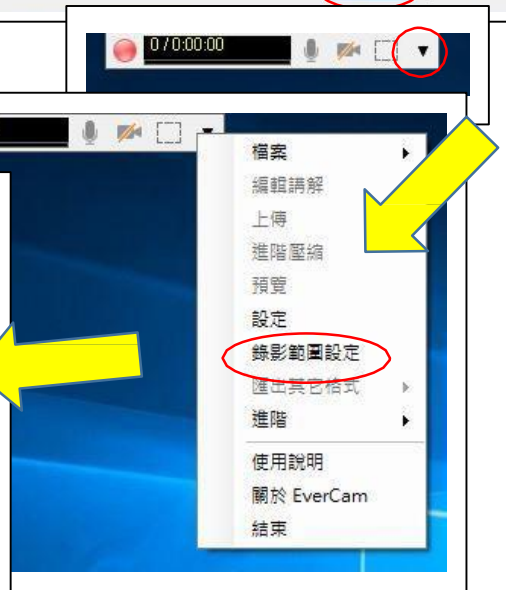 0 / 0:00:00
檔案
編輯講解
上傳
進階壓縮
預覽
設定
錄影範圍設定
匯出其它格式
進階
使用說明
關於 EverCam
結束